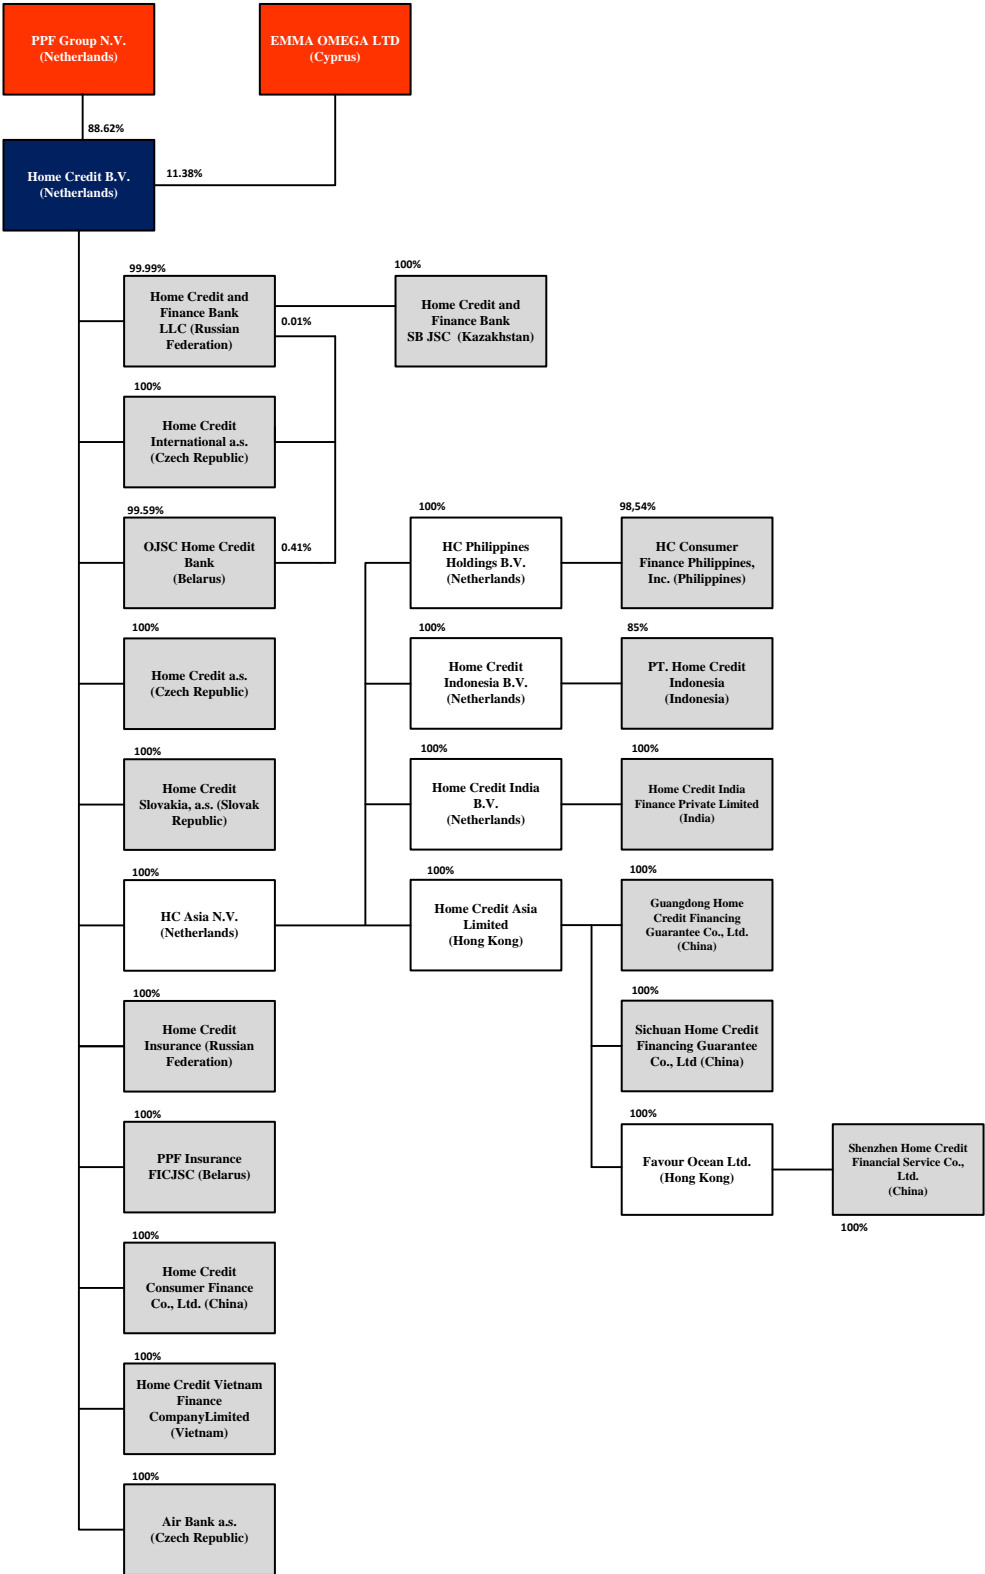 PPF Group N.V.
(Netherlands)
EMMA OMEGA LTD
(Cyprus)
88.62%
Home Credit B.V.
(Netherlands)
11.38%
99.99%
Home Credit and
Finance Bank
LLC (Russian
Federation)
0.01%
100%
Home Credit and
Finance Bank
SB JSC (Kazakhstan)
100%
Home Credit
International a.s.
(Czech Republic)
99.59%
OJSC Home Credit
Bank
(Belarus)
0.41%
100%
HC Philippines
Holdings B.V.
(Netherlands)
98,54%
HC Consumer
Finance Philippines,
Inc. (Philippines)
100%
Home Credit a.s.
(Czech Republic)
100%
Home Credit
Indonesia B.V.
(Netherlands)
85%
PT. Home Credit
Indonesia
(Indonesia)
100%
Home Credit
Slovakia, a.s. (Slovak
Republic)
100%
Home Credit India
B.V.
(Netherlands)
100%
Home Credit India
Finance Private Limited
(India)
100%
HC Asia N.V.
(Netherlands)
100%
Home Credit Asia
Limited
(Hong Kong)
100%
Guangdong Home
Credit Financing
Guarantee Co., Ltd.
(China)
100%
Home Credit
Insurance (Russian
Federation)
100%
Sichuan Home Credit
Financing Guarantee
Co., Ltd (China)
100%
PPF Insurance
FICJSC (Belarus)
100%
Favour Ocean Ltd.
(Hong Kong)
Shenzhen Home Credit
Financial Service Co.,
Ltd.
(China)
100%
100%
Home Credit
Consumer Finance
Co., Ltd. (China)
100%
Home Credit Vietnam
Finance
CompanyLimited
(Vietnam)
100%
Air Bank a.s.
(Czech Republic)